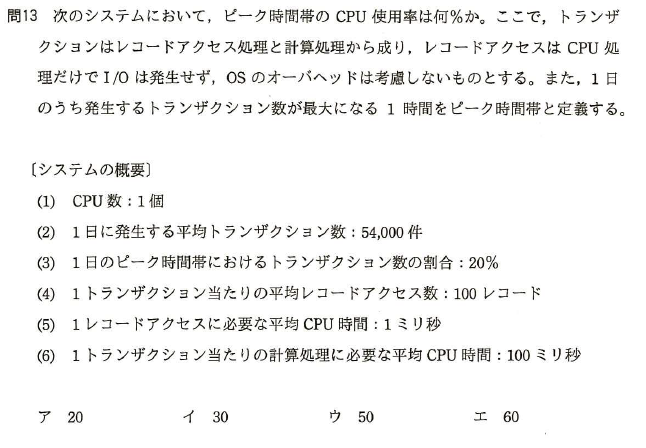 問13 次のシステムにおいて，ピーク時間帯の CPU 使用率は何％か。ここで，トランザ
クションはレコードアクセス処理と計算処理から成り，レコードアクセスは CPU 処
理だけで I/O は発生せず，OS のオーバヘッドは考慮しないものとする。また，1 日
のうち発生するトランザクション数が最大になる 1 時間をピーク時間帯と定義する。
〔システムの概要〕
(1) CPU 数：1 個
(2) 1 日に発生する平均トランザクション数：54,000 件
(3) 1 日のピーク時間帯におけるトランザクション数の割合：20％
(4) 1 トランザクション当たりの平均レコードアクセス数：100 レコード
(5) 1 レコードアクセスに必要な平均 CPU 時間：1 ミリ秒
(6) 1 トランザクション当たりの計算処理に必要な平均 CPU 時間：100 ミリ秒
ア 20 イ 30 ウ 50 エ 60